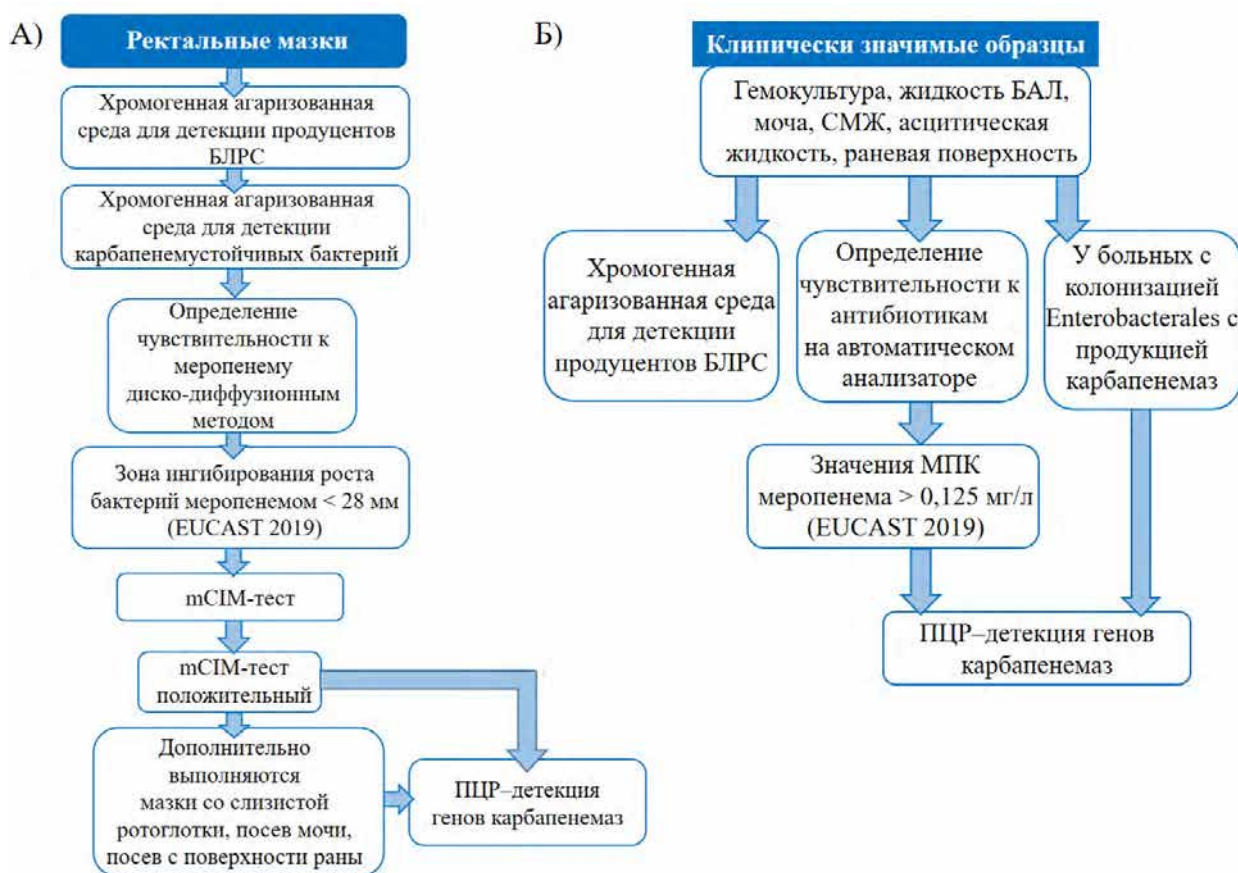 А)
Ректальные мазки
Хромогенная агаризованная
среда для детекции продуцентов
БЛРС
Хромогенная агаризованная
среда для детекции
карбапенемустойчивых бактерий
Определение
чувствительности к
меропенему
диско-диффузионным
методом
Зона ингибирования роста
бактерий меропенемом < 28 мм
(EUCAST 2019)
mCIM-тест
mCIM-тест
положительный
Дополнительно
выполняются
мазки со слизистой
ротоглотки, посев мочи,
посев с поверхности раны
ПЦР–детекция
генов карбапенемаз
Б)
Клинически значимые образцы
Гемокультура, жидкость БАЛ,
моча, СМЖ, асцитическая
жидкость, раневая поверхность
Хромогенная
агаризованная среда
для детекции
продуцентов БЛРС
Определение
чувствительности к
антибиотикам
на автоматическом
анализаторе
У больных с
колонизацией
Enterobacterales с
продукцией
карбапенемаз
Значения МПК
меропенема > 0,125 мг/л
(EUCAST 2019)
ПЦР–детекция генов
карбапенемаз